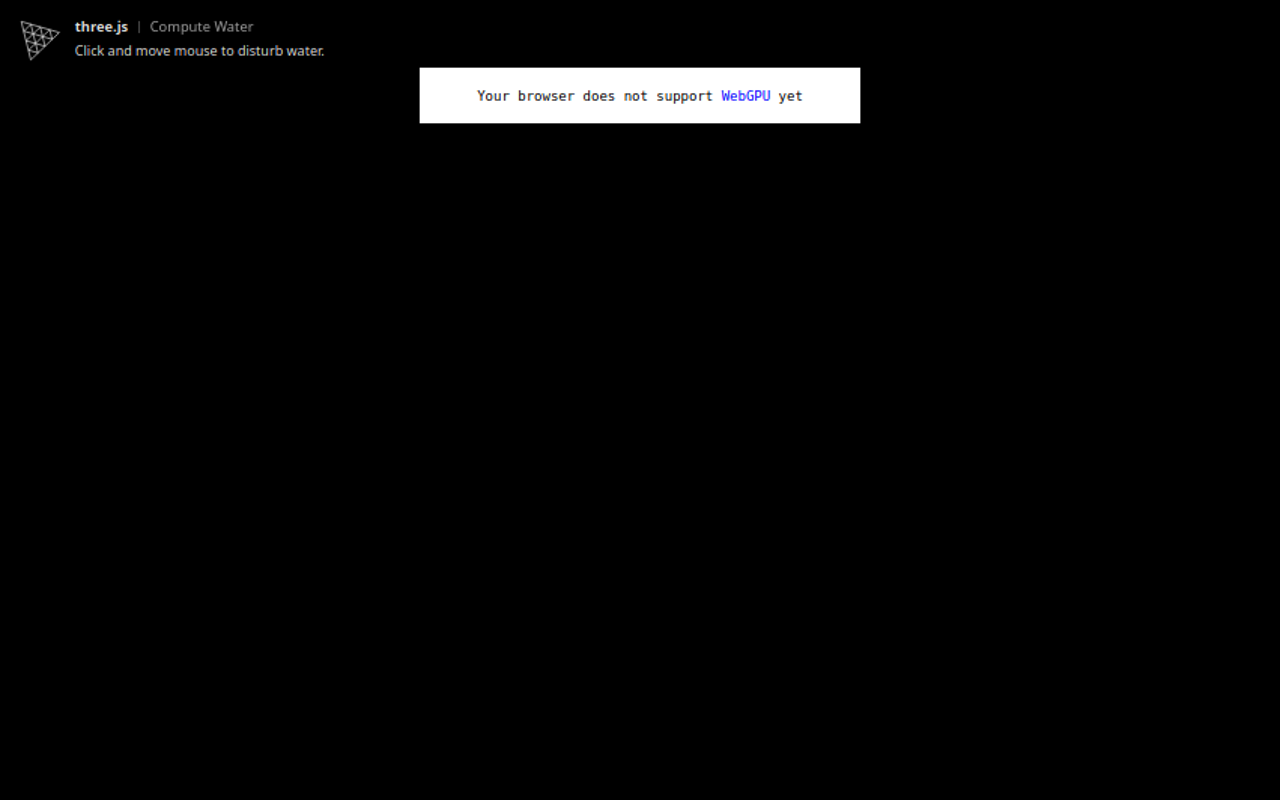 three.js | Compute Water
Click and move mouse to disturb water.
Your browser does not support WebGPU yet